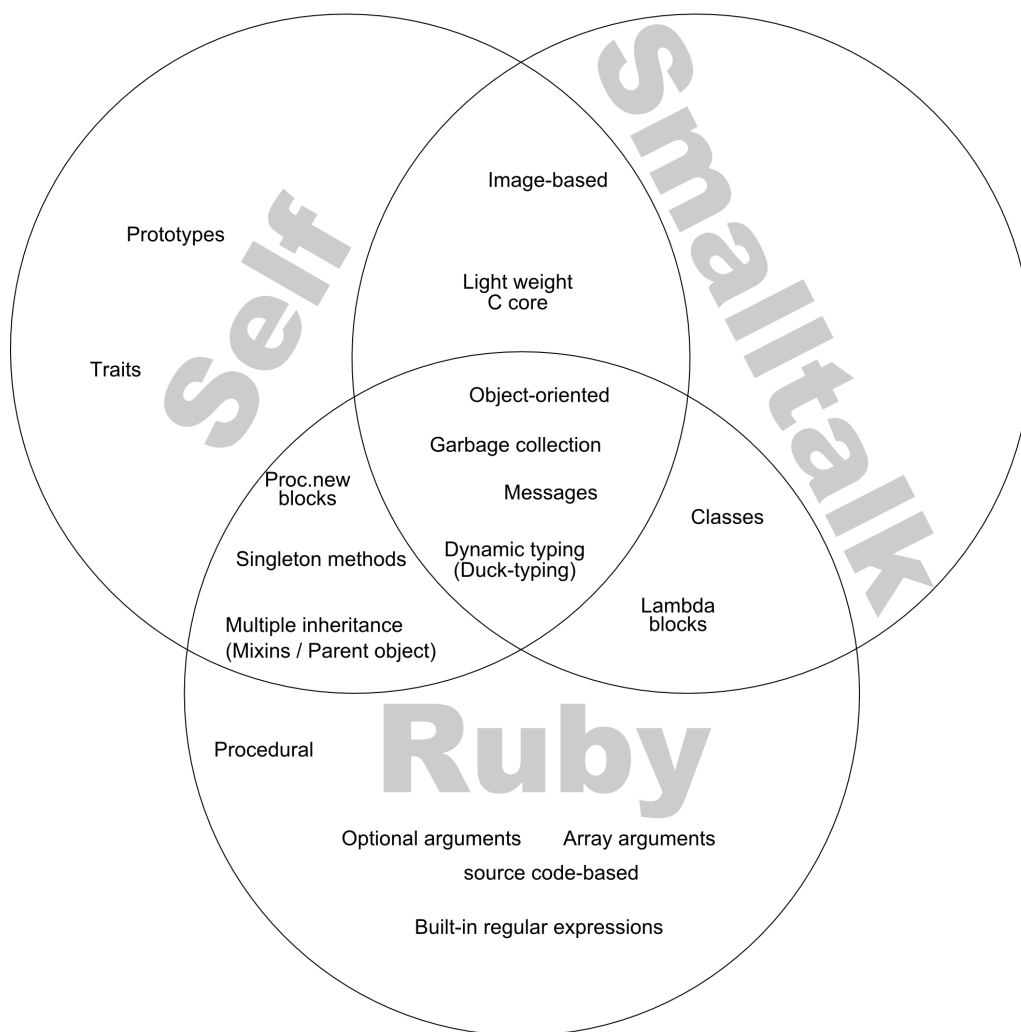 Smalltalk
Image-based
Self
Prototypes
Light weight
C core
Traits
Object-oriented
Garbage collection
Proc.new
blocks
Messages
Classes
Singleton methods
Dynamic typing
(Duck-typing)
Lambda
blocks
Multiple inheritance
(Mixins / Parent object)
Ruby
Procedural
Optional arguments
Array arguments
source code-based
Built-in regular expressions